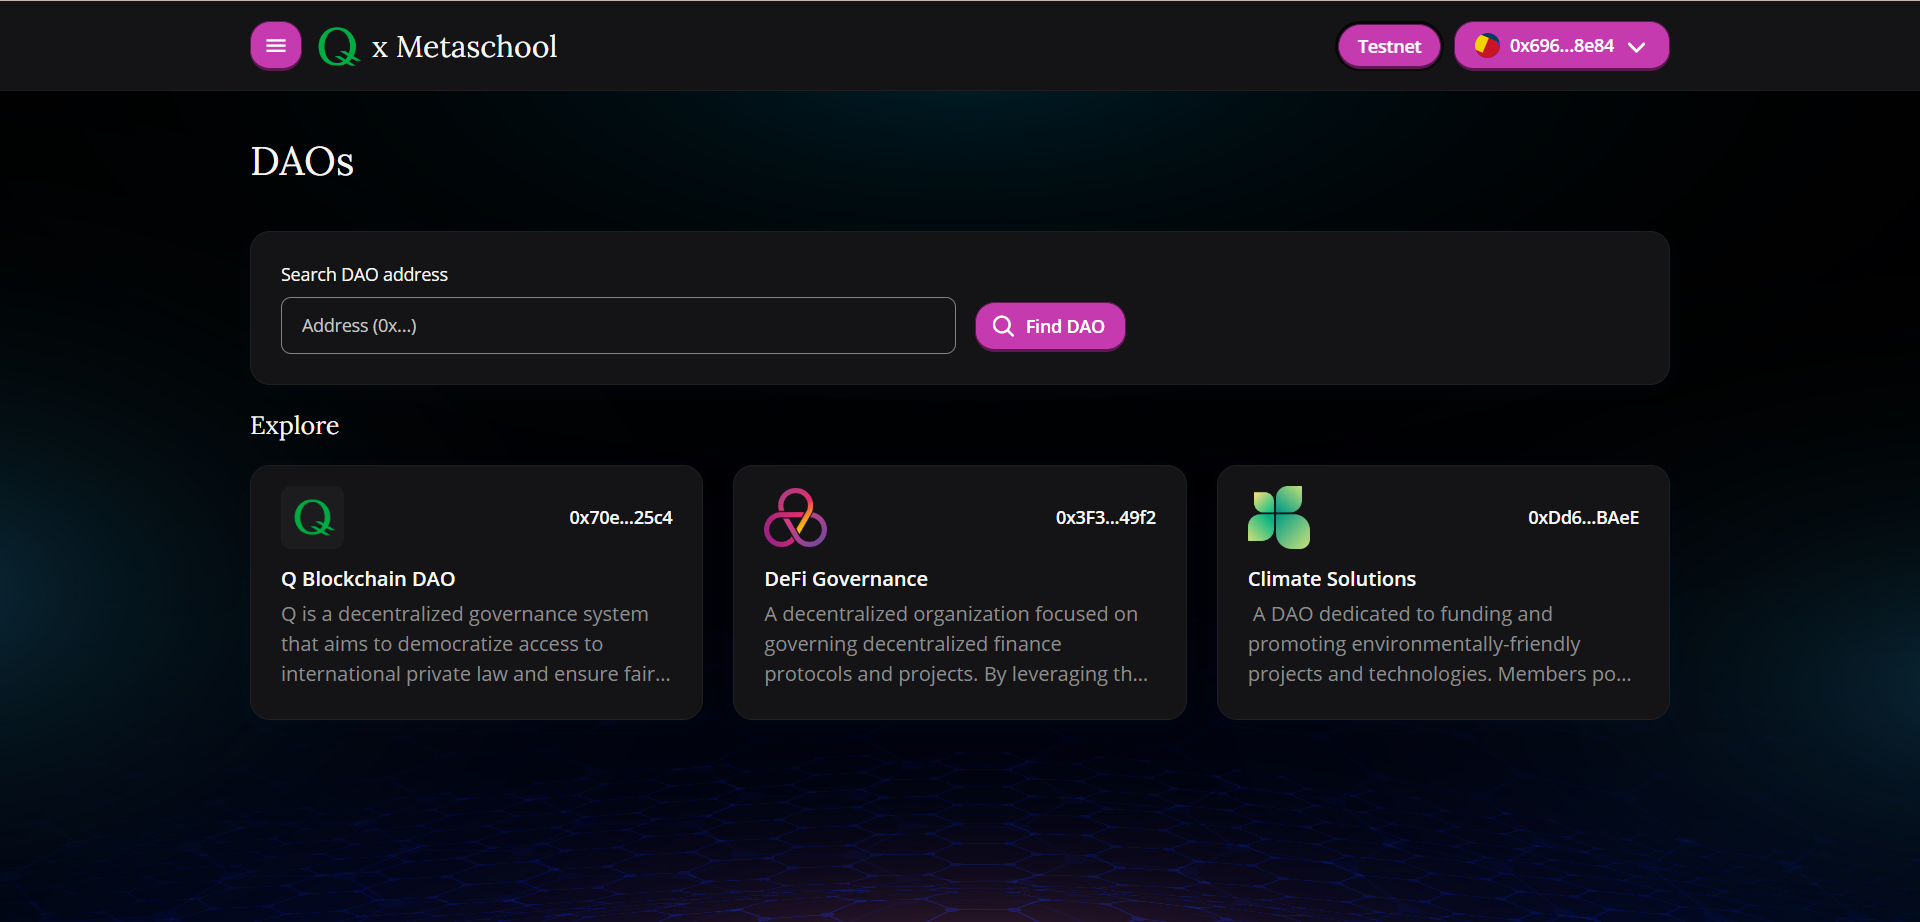 Q x Metaschool
Testnet
0x696...8e84
DAOs
Search DAO address
Address (0x...)
Find DAO
Explore
Q
0x70e...25c4
Q Blockchain DAO
Q is a decentralized governance system
that aims to democratize access to
international private law and ensure fair...
0x3F3...49f2
DeFi Governance
A decentralized organization focused on
governing decentralized finance
protocols and projects. By leveraging th...
0xDd6...BAeE
Climate Solutions
A DAO dedicated to funding and
promoting environmentally-friendly
projects and technologies. Members po...